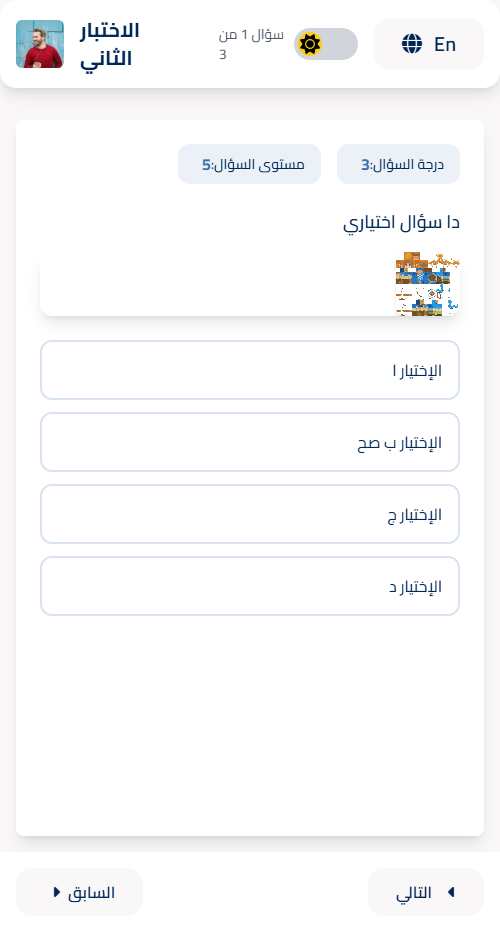 الاختبار
الثاني
سؤال 1 من
3
En
درجة السؤال:3
مستوى السؤال:5
دا سؤال اختياري
الإختيار ا
الإختيار ب صح
الإختيار ج
الإختيار د
التالي
السابق